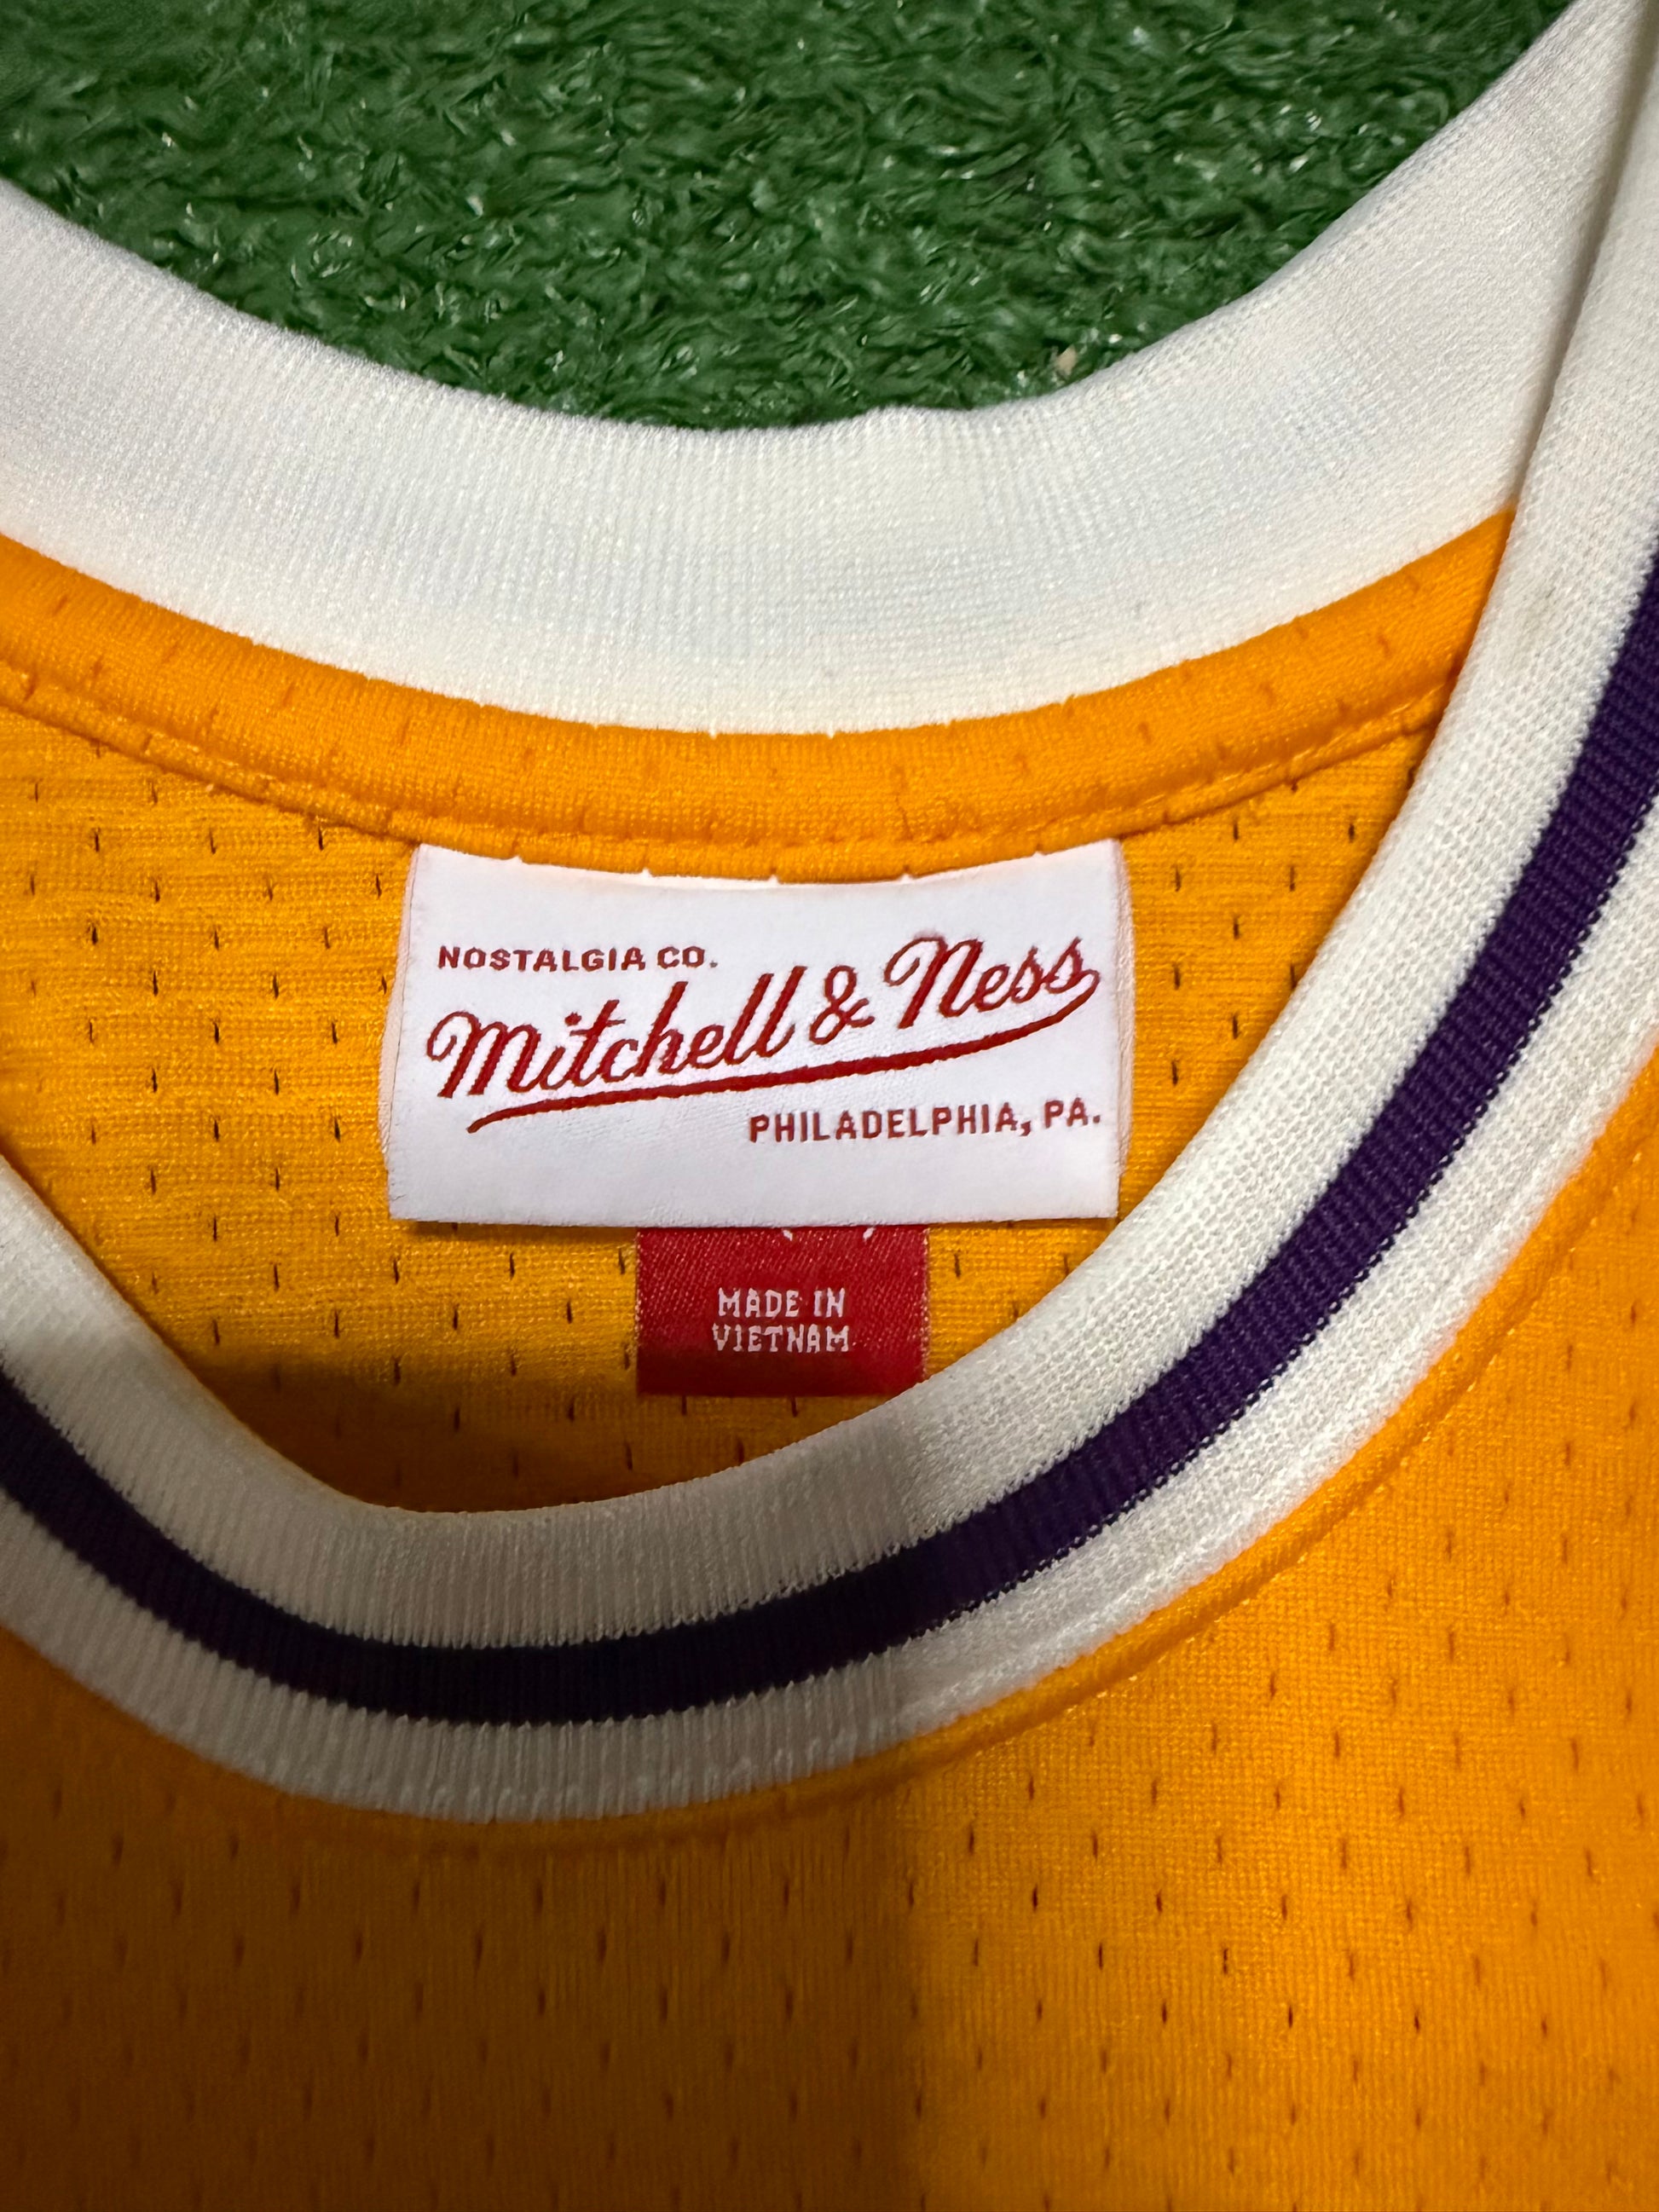 NOSTALGIA CO.
Mitchell & Ness
PHILADELPHIA, PA.
MADE IN
VIETNAM